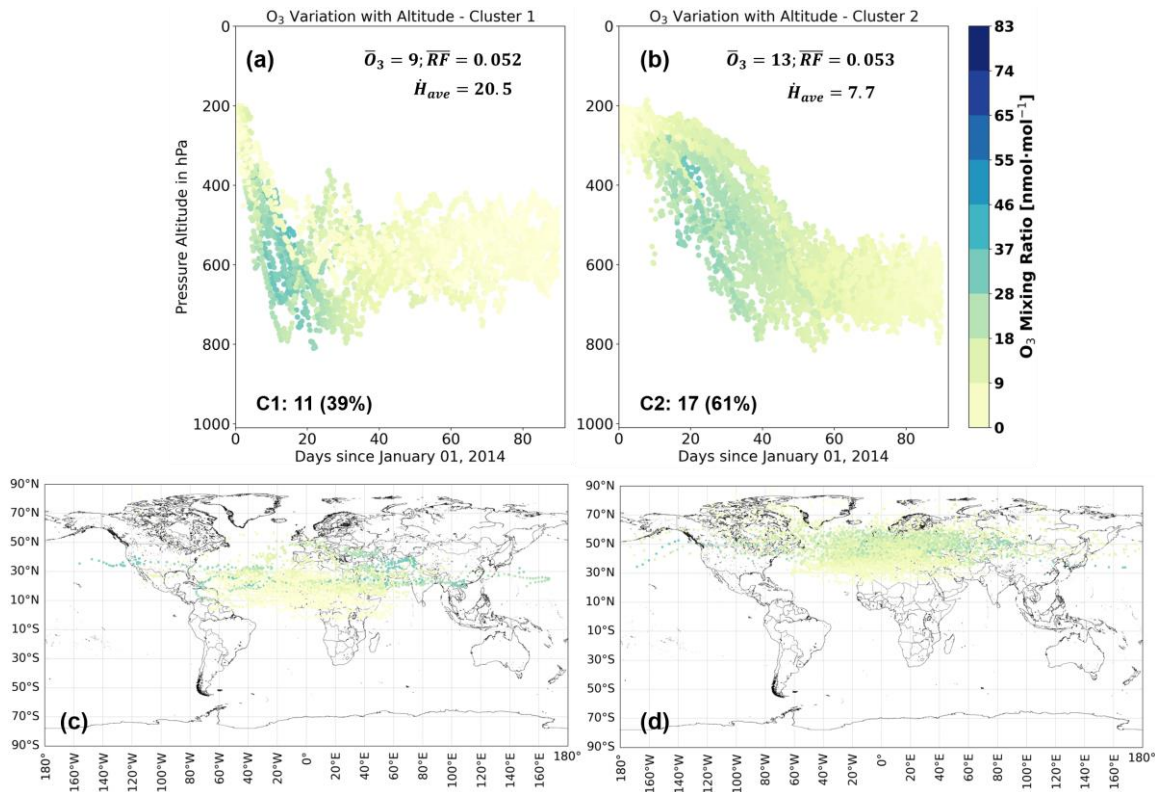 O₃ Variation with Altitude - Cluster 1
O₃ Variation with Altitude - Cluster 2
(a)
Ō₃ = 9; R̅F̅ = 0.052
Ḣave = 20.5
(b)
Ō₃ = 13; R̅F̅ = 0.053
Ḣave = 7.7
Pressure Altitude in hPa
0
200
400
600
800
1000
C1: 11 (39%)
0 20 40 60 80
Days since January 01, 2014
0
200
400
600
800
1000
C2: 17 (61%)
0 20 40 60 80
Days since January 01, 2014
83
74
65
55
46
37
28
18
9
0
O₃ Mixing Ratio [nmol·mol⁻¹]
90°N
70°N
50°N
30°N
10°N
10°S
30°S
50°S
70°S
90°S
(c)
180° 160°W 140°W 120°W 100°W 80°W 60°W 40°W 20°W 0° 20°E 40°E 60°E 80°E 100°E 120°E 140°E 160°E 180°
90°N
70°N
50°N
30°N
10°N
10°S
30°S
50°S
70°S
90°S
(d)
180° 160°W 140°W 120°W 100°W 80°W 60°W 40°W 20°W 0° 20°E 40°E 60°E 80°E 100°E 120°E 140°E 160°E 180°